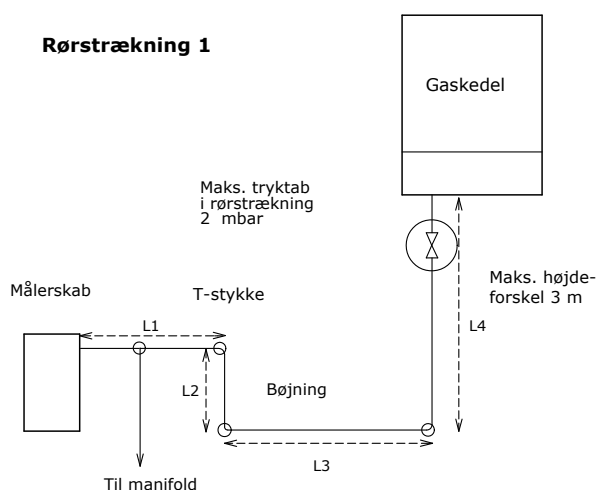 Rørstrækning 1
Gaskedel
Maks. tryktab
i rørstrækning
2 mbar
Målerskab
T-stykke
Maks. højde-
forskel 3 m
L1
L4
L2
Bøjning
L3
Til manifold